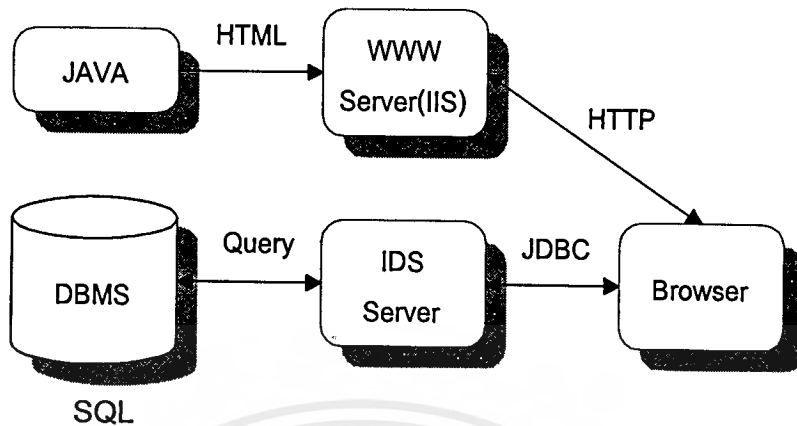 JAVA
HTML
WWW
Server(IIS)
HTTP
DBMS
Query
IDS
Server
JDBC
Browser
SQL